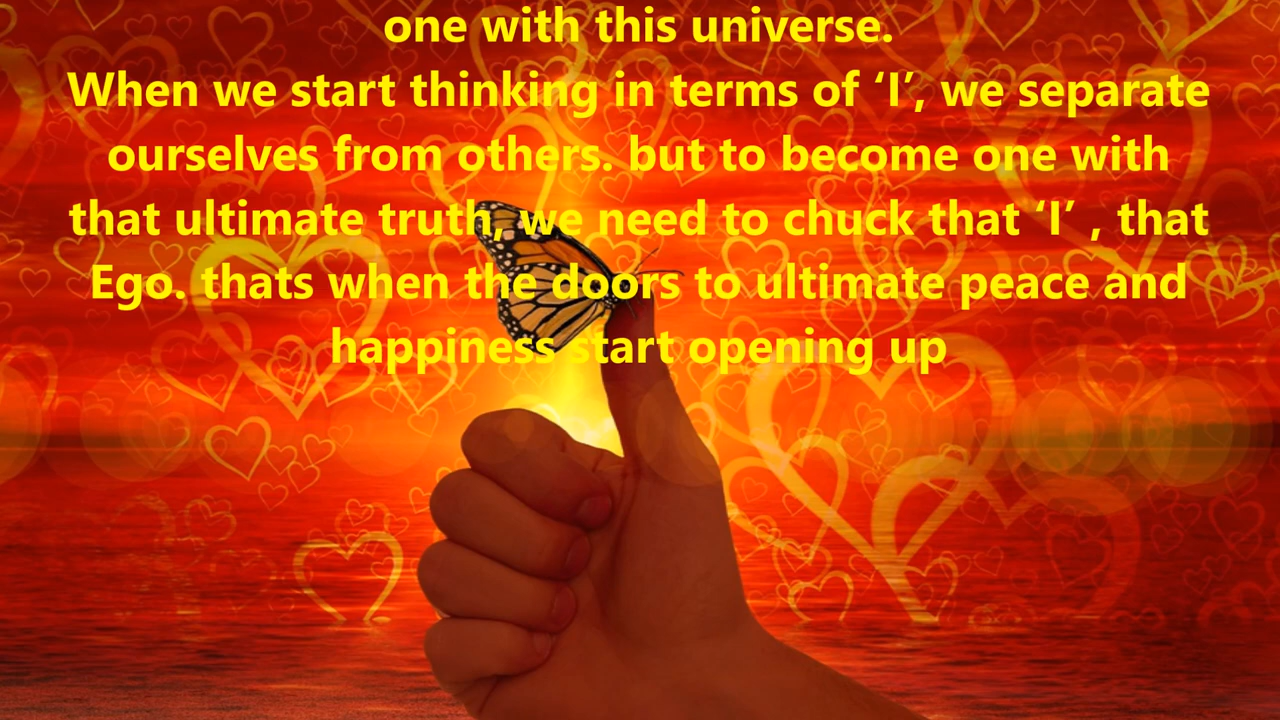 one with this universe.
When we start thinking in terms of ‘I’, we separate
ourselves from others. but to become one with
that ultimate truth, we need to chuck that ‘I’ , that
Ego. thats when the doors to ultimate peace and
happiness start opening up